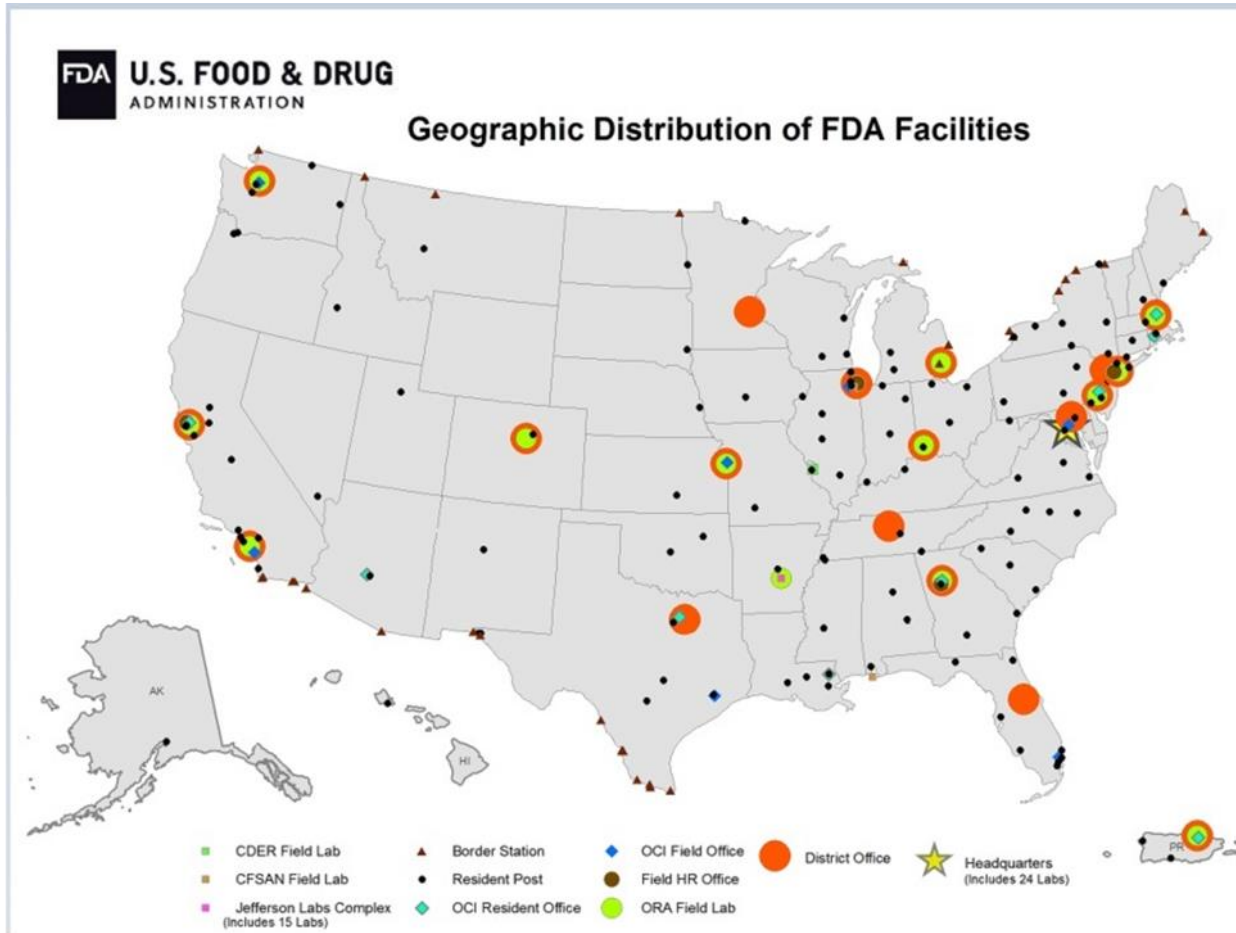 FDA
U.S. FOOD & DRUG
ADMINISTRATION
Geographic Distribution of FDA Facilities
AK
HI
PR
CDER Field Lab
CFSAN Field Lab
Jefferson Labs Complex
(Includes 15 Labs)
Border Station
Resident Post
OCI Resident Office
OCI Field Office
Field HR Office
ORA Field Lab
District Office
Headquarters
(Includes 24 Labs)